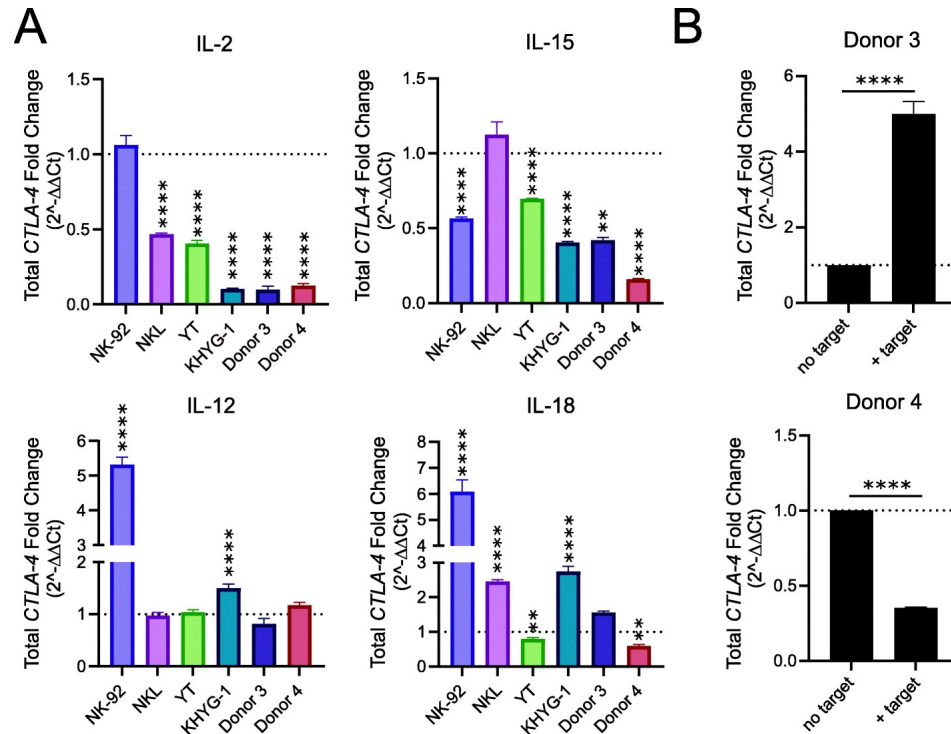 A
IL-2
Total CTLA-4 Fold Change
(2^-ΔΔCt)
1.5
1.0
0.5
0.0
****
****
****
****
****
NK-92
NKL
YT
KHYG-1
Donor 3
Donor 4
IL-15
Total CTLA-4 Fold Change
(2^-ΔΔCt)
1.5
1.0
0.5
0.0
****
****
****
**
****
NK-92
NKL
YT
KHYG-1
Donor 3
Donor 4
B
Donor 3
Total CTLA-4 Fold Change
(2^-ΔΔCt)
6
4
2
0
****
no target
+ target
IL-12
Total CTLA-4 Fold Change
(2^-ΔΔCt)
6
5
4
3
2
1
0
****
****
NK-92
NKL
YT
KHYG-1
Donor 3
Donor 4
IL-18
Total CTLA-4 Fold Change
(2^-ΔΔCt)
8
7
6
5
4
3
2
1
0
****
****
**
****
**
NK-92
NKL
YT
KHYG-1
Donor 3
Donor 4
Donor 4
Total CTLA-4 Fold Change
(2^-ΔΔCt)
1.5
1.0
0.5
0.0
****
no target
+ target